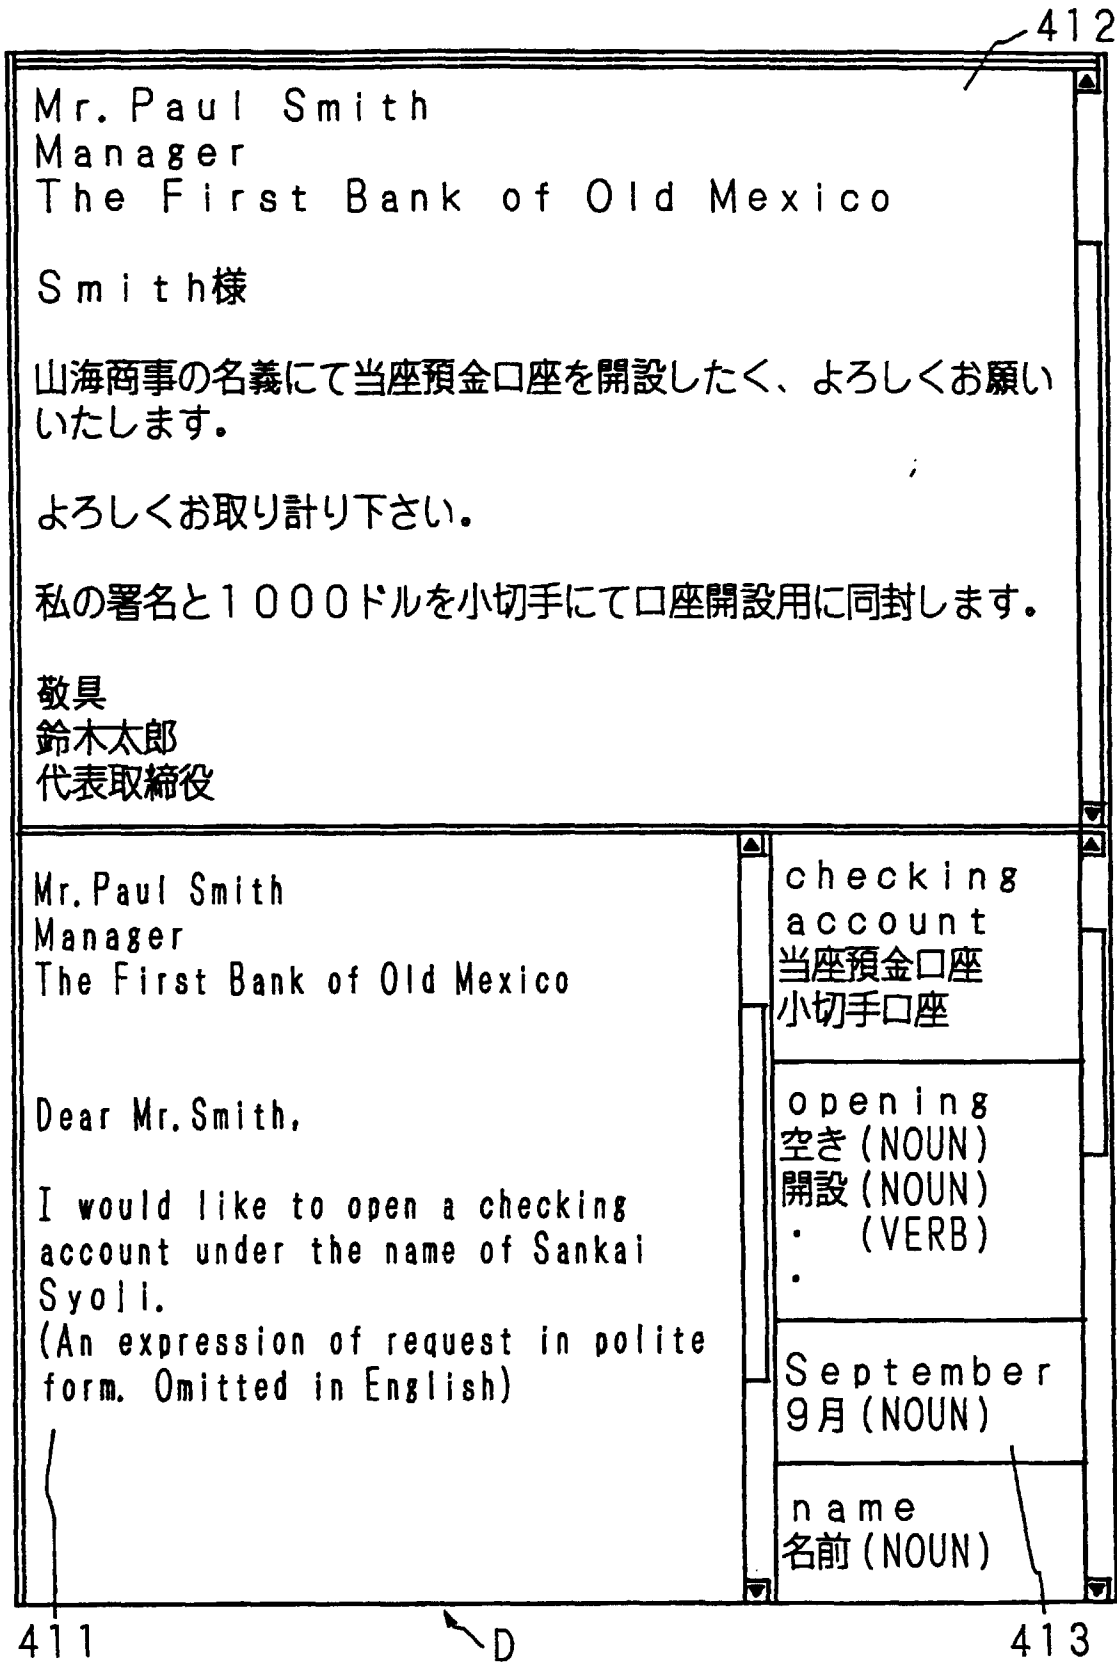 412
Mr. Paul Smith
Manager
The First Bank of Old Mexico
Smith様
山海商事の名義にて当座預金口座を開設したく、よろしくお願い
いたします。
よろしくお取り計り下さい。
私の署名と1000ドルを小切手にて口座開設用に同封します。
敬具
鈴木太郎
代表取締役
Mr. Paul Smith
Manager
The First Bank of Old Mexico
Dear Mr. Smith,
I would like to open a checking
account under the name of Sankai
Syoji.
(An expression of request in polite
form. Omitted in English)
checking
account
当座預金口座
小切手口座
opening
空き (NOUN)
開設 (NOUN)
・ (VERB)
・
September
9月 (NOUN)
name
名前 (NOUN)
411
D
413